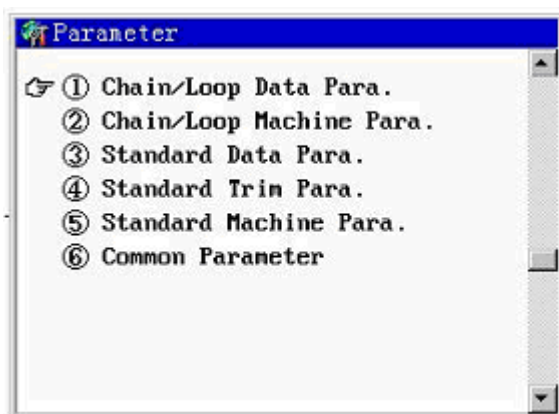 Parameter
① Chain/Loop Data Para.
② Chain/Loop Machine Para.
③ Standard Data Para.
④ Standard Trim Para.
⑤ Standard Machine Para.
⑥ Common Parameter